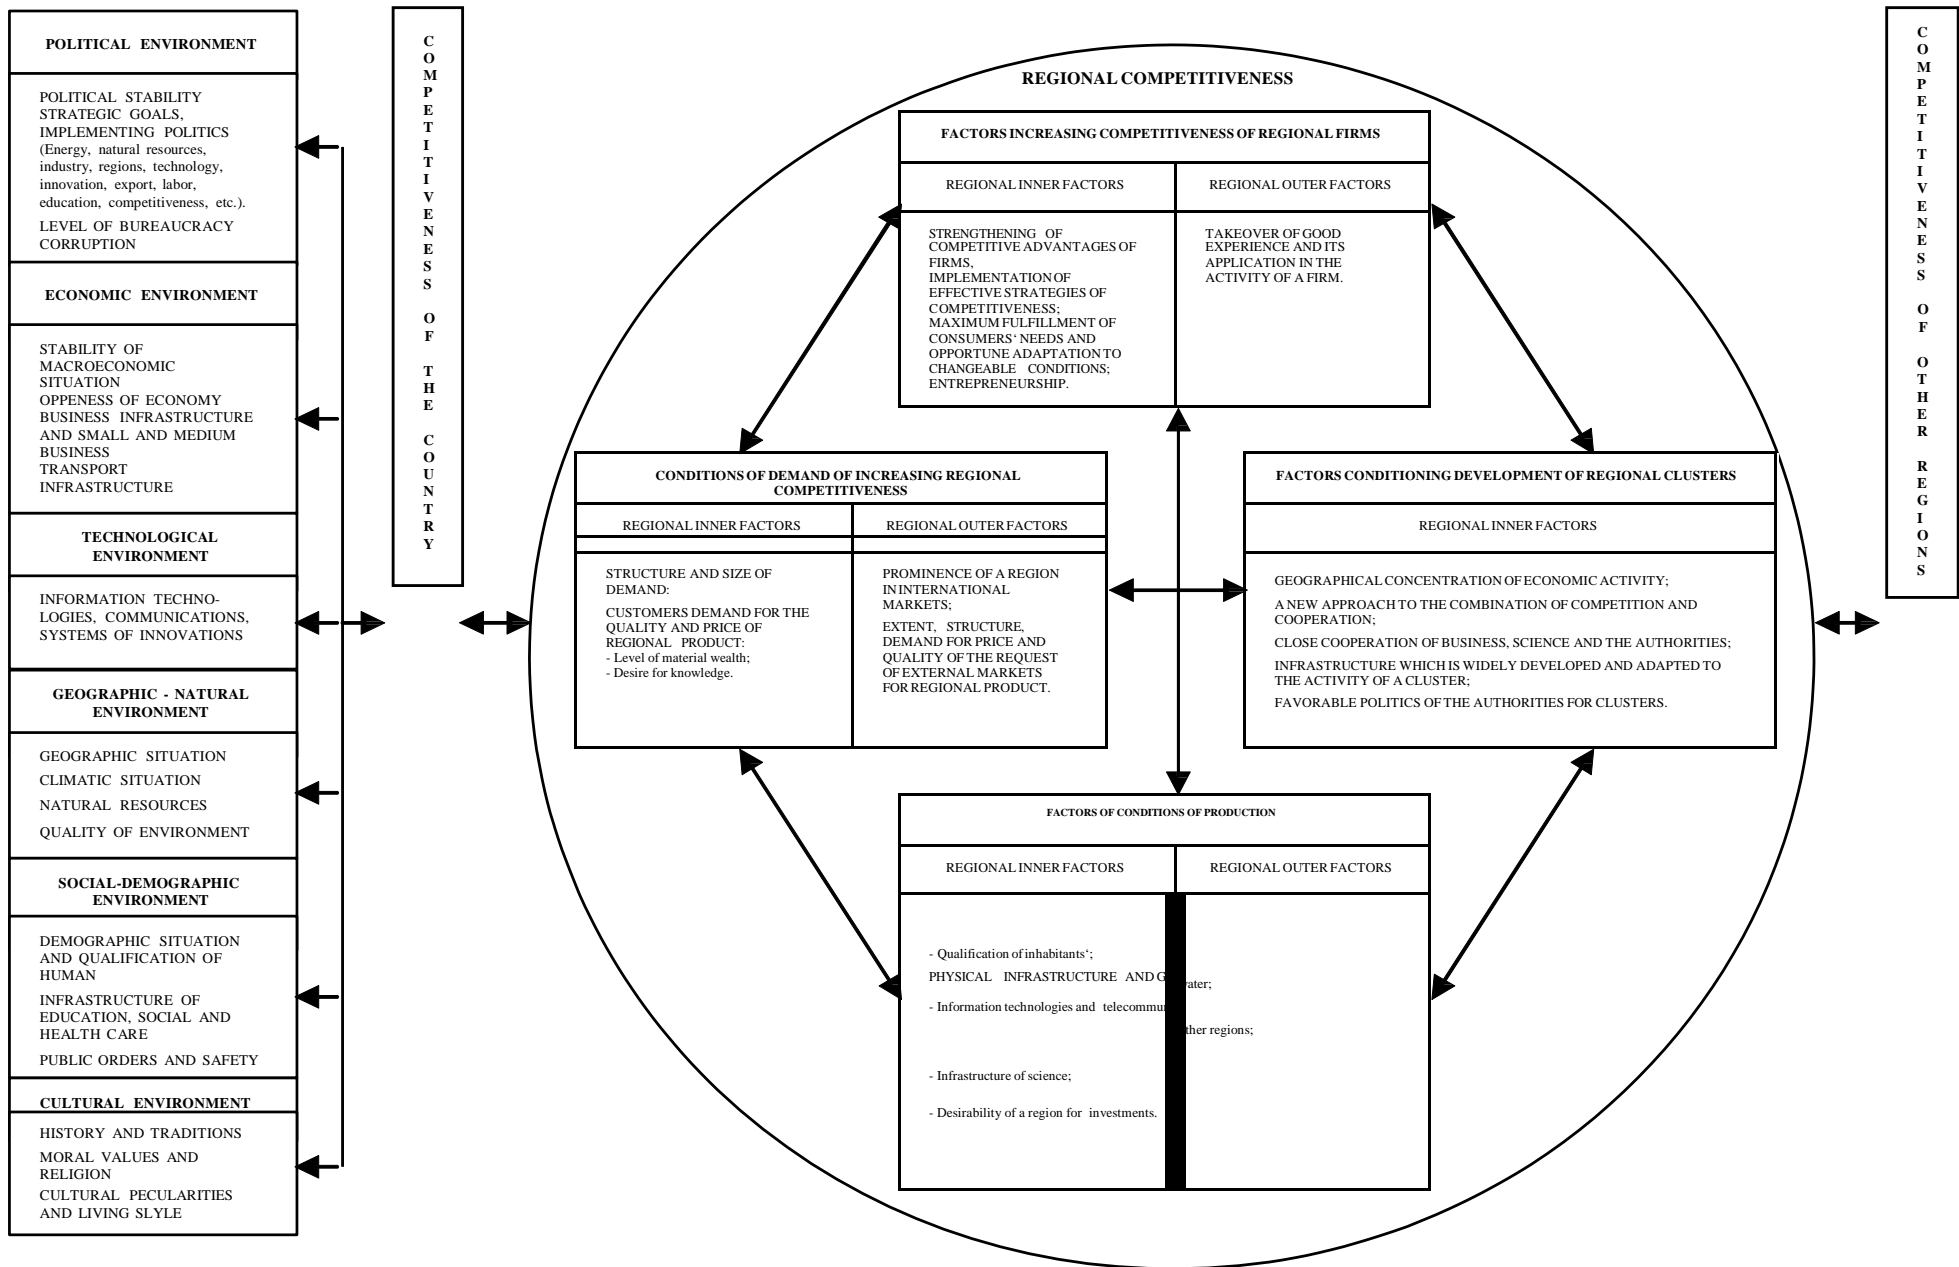 POLITICAL ENVIRONMENT
POLITICAL STABILITY
STRATEGIC GOALS,
IMPLEMENTING POLITICS
(Energy, natural resources,
industry, regions, technology,
innovation, export, labor,
education, competitiveness, etc.).
LEVEL OF BUREAUCRACY
CORRUPTION
ECONOMIC ENVIRONMENT
STABILITY OF
MACROECONOMIC
SITUATION
OPPENESS OF ECONOMY
BUSINESS INFRASTRUCTURE
AND SMALL AND MEDIUM
BUSINESS
TRANSPORT
INFRASTRUCTURE
TECHNOLOGICAL
ENVIRONMENT
INFORMATION TECHNO-
LOGIES, COMMUNICATIONS,
SYSTEMS OF INNOVATIONS
GEOGRAPHIC - NATURAL
ENVIRONMENT
GEOGRAPHIC SITUATION
CLIMATIC SITUATION
NATURAL RESOURCES
QUALITY OF ENVIRONMENT
SOCIAL-DEMOGRAPHIC
ENVIRONMENT
DEMOGRAPHIC SITUATION
AND QUALIFICATION OF
HUMAN
INFRASTRUCTURE OF
EDUCATION, SOCIAL AND
HEALTH CARE
PUBLIC ORDERS AND SAFETY
CULTURAL ENVIRONMENT
HISTORY AND TRADITIONS
MORAL VALUES AND
RELIGION
CULTURAL PECULARITIES
AND LIVING SLYLE
COMPETITIVENESS OF THE COUNTRY
REGIONAL COMPETITIVENESS
FACTORS INCREASING COMPETITIVENESS OF REGIONAL FIRMS
REGIONAL INNER FACTORS
STRENGTHENING OF
COMPETITIVE ADVANTAGES OF
FIRMS,
IMPLEMENTATION OF
EFFECTIVE STRATEGIES OF
COMPETITIVENESS;
MAXIMUM FULFILLMENT OF
CONSUMERS‘ NEEDS AND
OPPORTUNE ADAPTATION TO
CHANGEABLE CONDITIONS;
ENTREPRENEURSHIP.
REGIONAL OUTER FACTORS
TAKEOVER OF GOOD
EXPERIENCE AND ITS
APPLICATION IN THE
ACTIVITY OF A FIRM.
CONDITIONS OF DEMAND OF INCREASING REGIONAL
COMPETITIVENESS
REGIONAL INNER FACTORS
STRUCTURE AND SIZE OF
DEMAND:
CUSTOMERS DEMAND FOR THE
QUALITY AND PRICE OF
REGIONAL PRODUCT:
- Level of material wealth;
- Desire for knowledge.
REGIONAL OUTER FACTORS
PROMINENCE OF A REGION
IN INTERNATIONAL
MARKETS;
EXTENT, STRUCTURE,
DEMAND FOR PRICE AND
QUALITY OF THE REQUEST
OF EXTERNAL MARKETS
FOR REGIONAL PRODUCT.
FACTORS CONDITIONING DEVELOPMENT OF REGIONAL CLUSTERS
REGIONAL INNER FACTORS
GEOGRAPHICAL CONCENTRATION OF ECONOMIC ACTIVITY;
A NEW APPROACH TO THE COMBINATION OF COMPETITION AND
COOPERATION;
CLOSE COOPERATION OF BUSINESS, SCIENCE AND THE AUTHORITIES;
INFRASTRUCTURE WHICH IS WIDELY DEVELOPED AND ADAPTED TO
THE ACTIVITY OF A CLUSTER;
FAVORABLE POLITICS OF THE AUTHORITIES FOR CLUSTERS.
FACTORS OF CONDITIONS OF PRODUCTION
REGIONAL INNER FACTORS
REGIONAL OUTER FACTORS
- Qualification of inhabitants‘;
PHYSICAL INFRASTRUCTURE AND
- Information technologies and
ther regions;
- Infrastructure of science;
- Desirability of a region for investments.
COMPETITIVENESS OF OTHER REGIONS